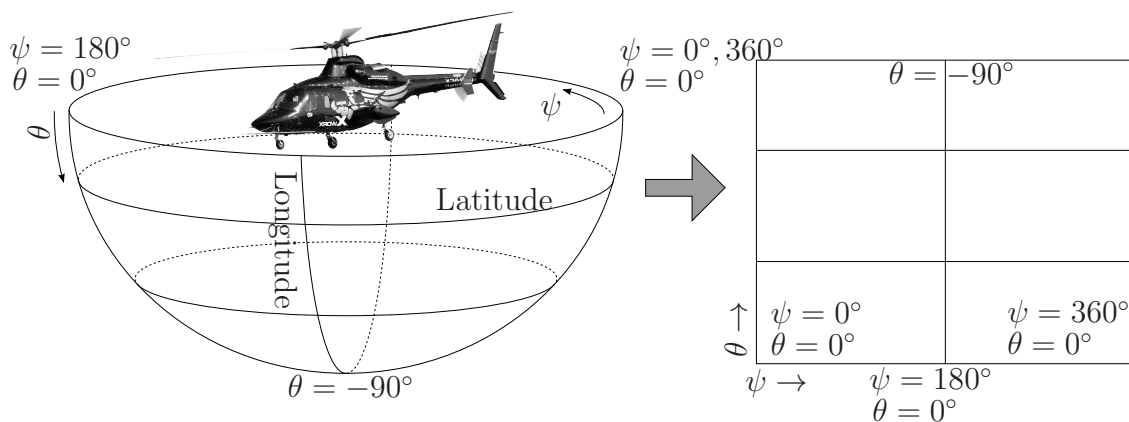 ψ = 180°
θ = 0°
θ
ψ = 0°, 360°
θ = 0°
ψ
Longitude
Latitude
θ = −90°
θ = −90°
θ →
ψ = 0°
θ = 0°
ψ = 360°
θ = 0°
ψ →
ψ = 180°
θ = 0°